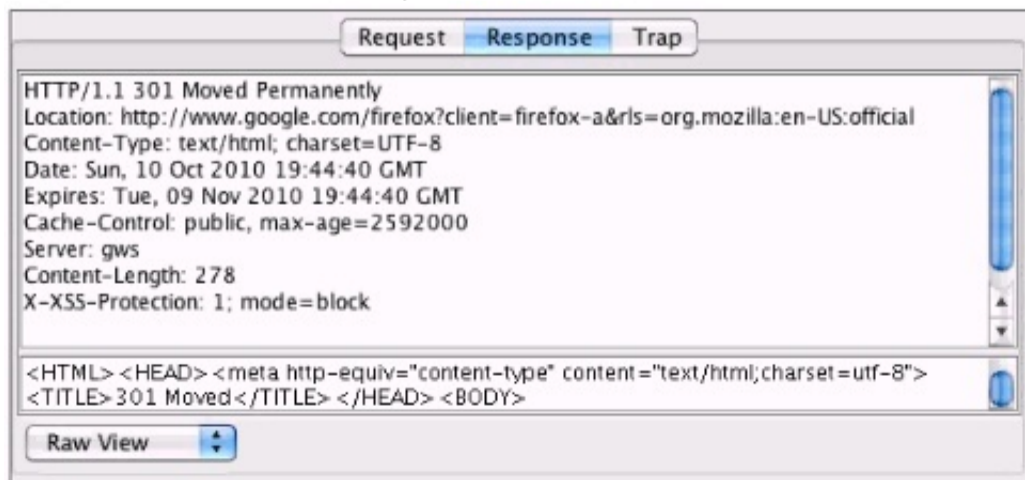 Request Response Trap
HTTP/1.1 301 Moved Permanently
Location: http://www.google.com/firefox?client=firefox-a&rls=org.mozilla:en-US:official
Content-Type: text/html; charset=UTF-8
Date: Sun, 10 Oct 2010 19:44:40 GMT
Expires: Tue, 09 Nov 2010 19:44:40 GMT
Cache-Control: public, max-age=2592000
Server: gws
Content-Length: 278
X-XSS-Protection: 1; mode=block
<HTML><HEAD><meta http-equiv="content-type" content="text/html;charset=utf-8">
<TITLE>301 Moved</TITLE></HEAD><BODY>
Raw View